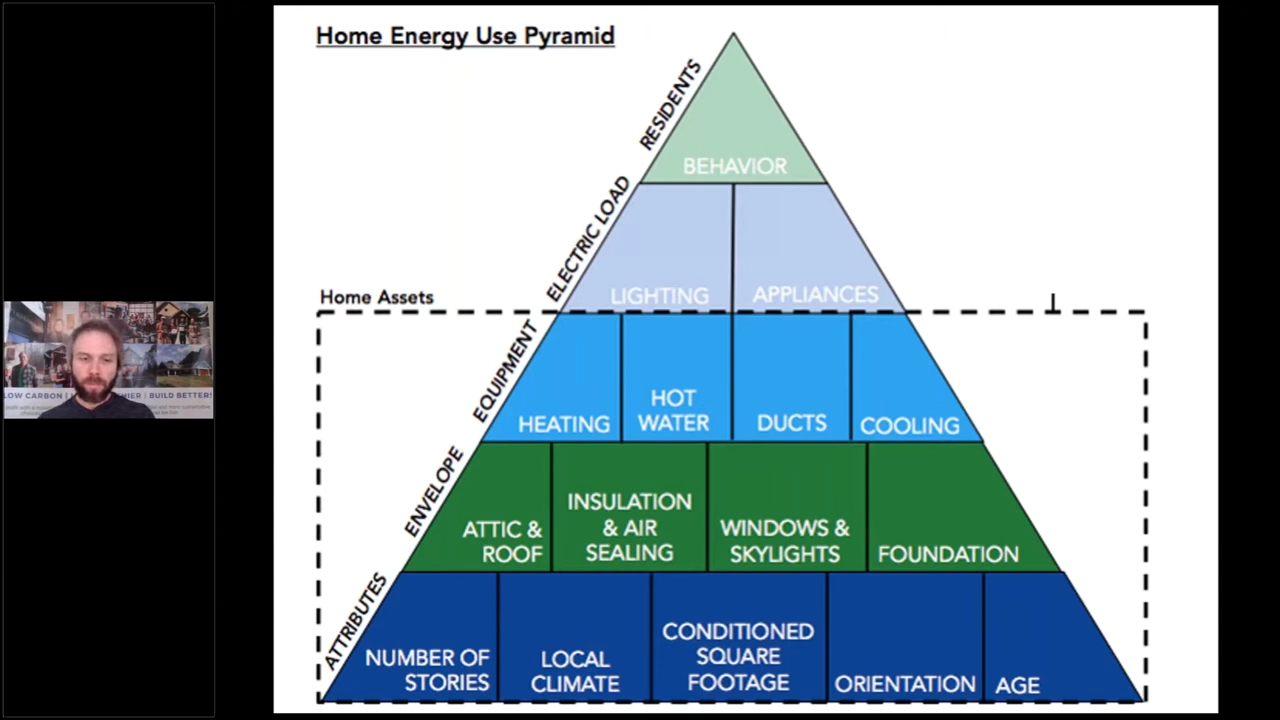 Home Energy Use Pyramid
RESIDENTS
BEHAVIOR
ELECTRIC LOAD
LIGHTING
APPLIANCES
Home Assets
EQUIPMENT
HEATING
HOT
WATER
DUCTS
COOLING
ENVELOPE
ATTIC &
ROOF
INSULATION
& AIR
SEALING
WINDOWS &
SKYLIGHTS
FOUNDATION
ATTRIBUTES
NUMBER OF
STORIES
LOCAL
CLIMATE
CONDITIONED
SQUARE
FOOTAGE
ORIENTATION
AGE
LOW CARBON | BUILD BETTER!